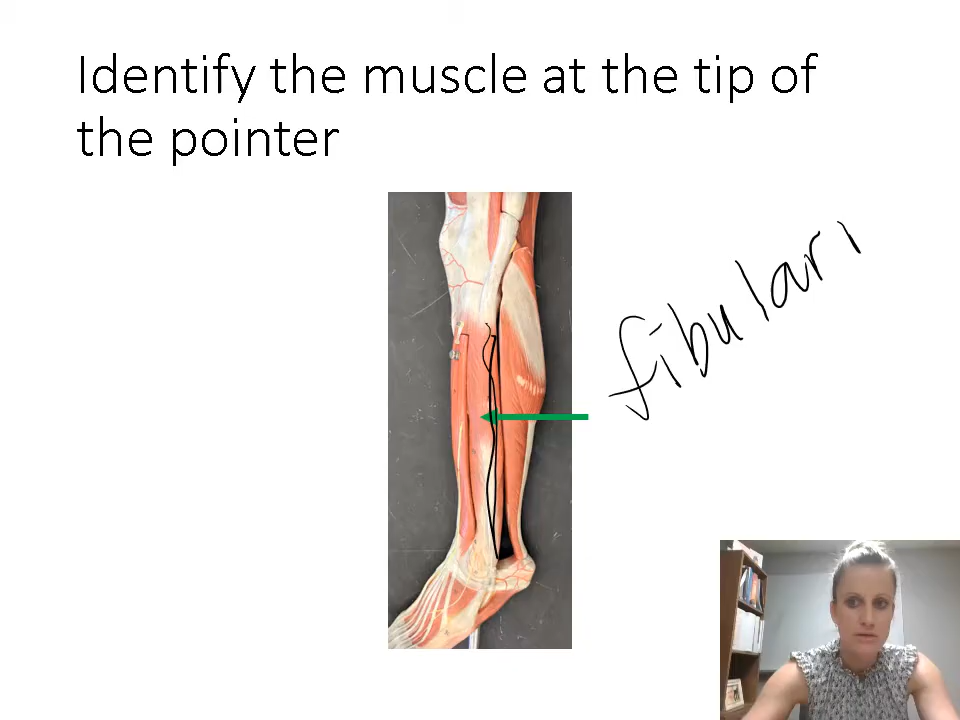 Identify the muscle at the tip of
the pointer
fibulari